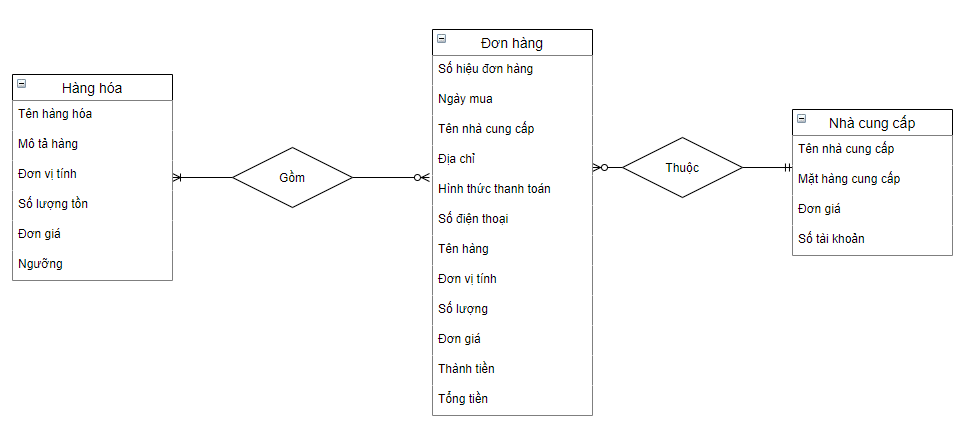 Hàng hóa
Tên hàng hóa
Mô tả hàng
Đơn vị tính
Số lượng tồn
Đơn giá
Ngưỡng
Gồm
Đơn hàng
Số hiệu đơn hàng
Ngày mua
Tên nhà cung cấp
Địa chỉ
Hình thức thanh toán
Số điện thoại
Tên hàng
Đơn vị tính
Số lượng
Đơn giá
Thành tiền
Tổng tiền
Thuộc
Nhà cung cấp
Tên nhà cung cấp
Mặt hàng cung cấp
Đơn giá
Số tài khoản